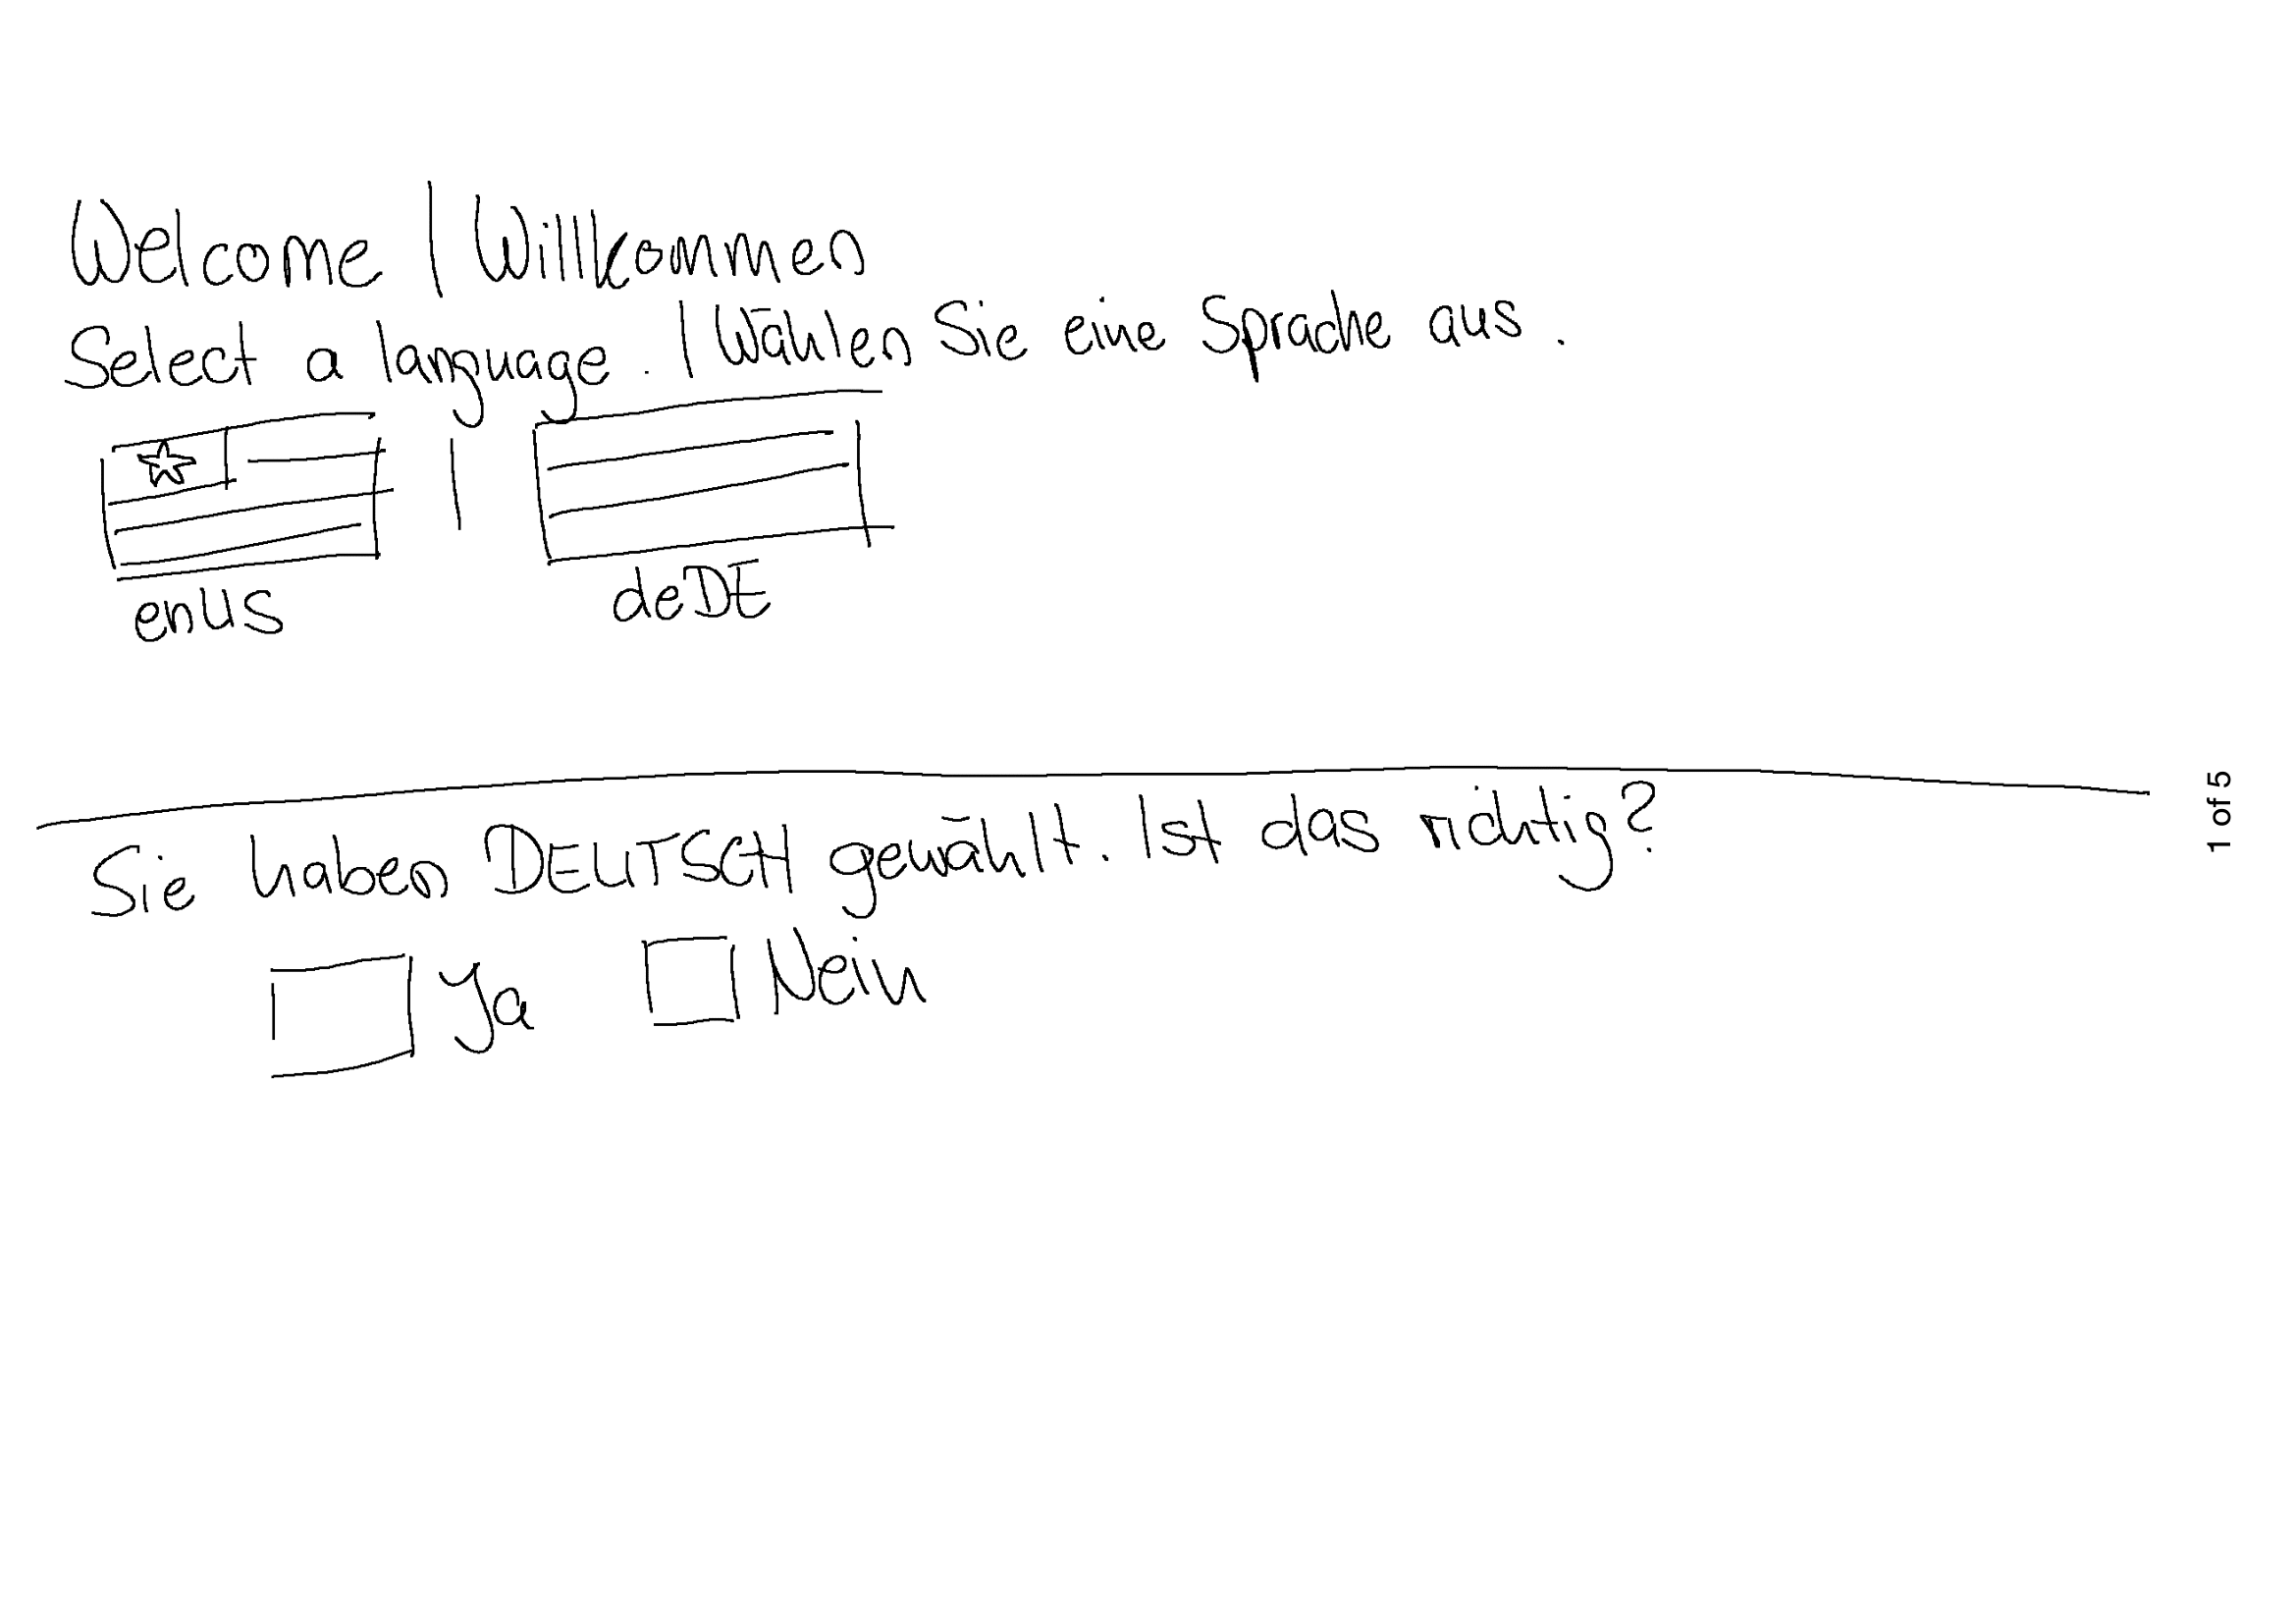 Welcome | Willkommen
Select a language. | Wählen Sie eine Sprache aus.
enUS | deDE
Sie haben DEUTSCH gewählt. Ist das richtig?
Ja Nein
1 of 5